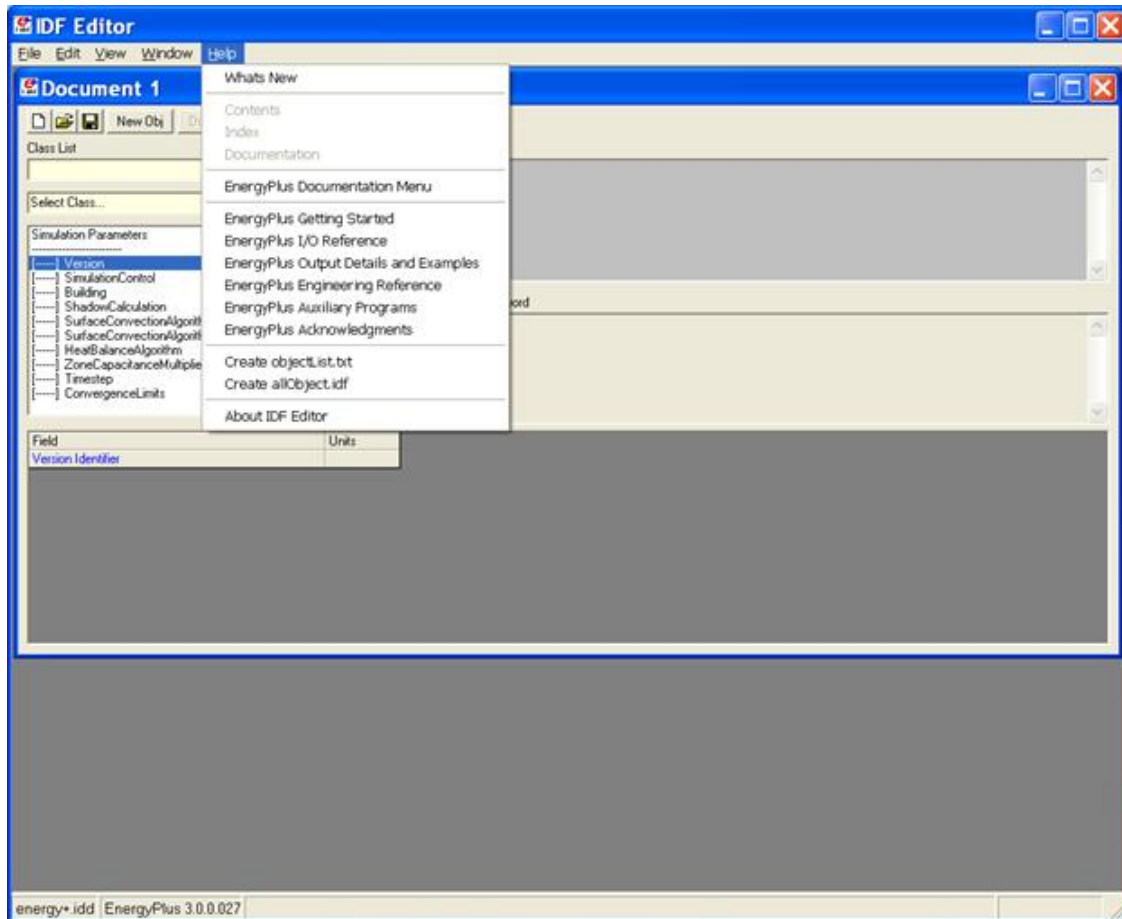 IDF Editor
File Edit View Window Help
Document 1
New Obj
Class List
Select Class...
Simulation Parameters
[-----] Version
[-----] SimulationControl
[-----] Building
[-----] ShadowCalculation
[-----] SurfaceConvectionAlgorith
[-----] SurfaceConvectionAlgorith
[-----] HeatBalanceAlgorithm
[-----] ZoneCapacitanceMultiplie
[-----] Timestep
[-----] ConvergenceLimits
Whats New
Contents
Index
Documentation
EnergyPlus Documentation Menu
EnergyPlus Getting Started
EnergyPlus I/O Reference
EnergyPlus Output Details and Examples
EnergyPlus Engineering Reference
EnergyPlus Auxiliary Programs
EnergyPlus Acknowledgments
Create objectList.txt
Create allObject.idf
About IDF Editor
ord
Field Units
Version Identifier
energy+.idd EnergyPlus 3.0.0.027